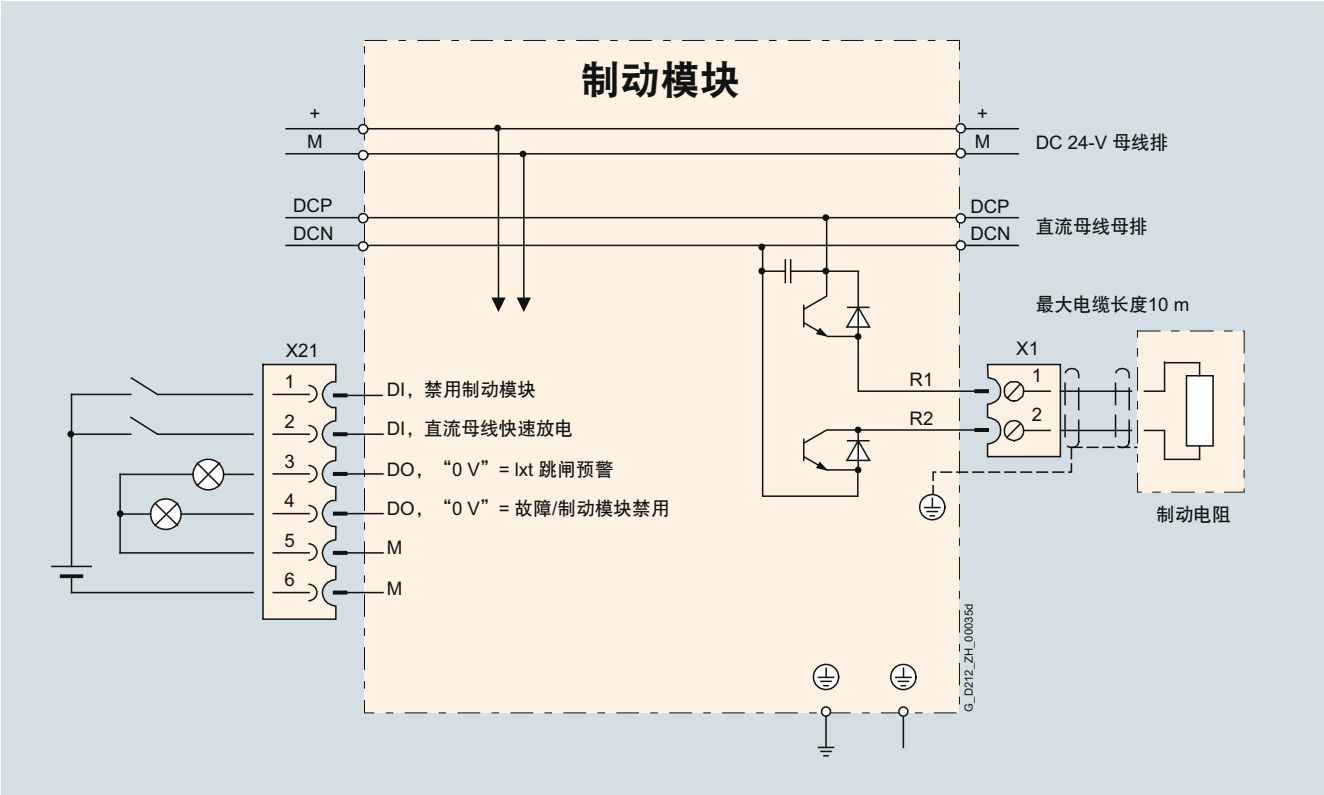 制动模块
+ +
M M DC 24-V 母线排
DCP DCP
DCN DCN
直流母线母排
最大电缆长度10 m
X21 X1
1 DI，禁用制动模块
2 DI，直流母线快速放电
3 DO，“0 V”= lxt 跳闸预警
4 DO，“0 V”= 故障/制动模块禁用
5 M
6 M
R1 1
R2 2
制动电阻
G_D212_ZH_00035d